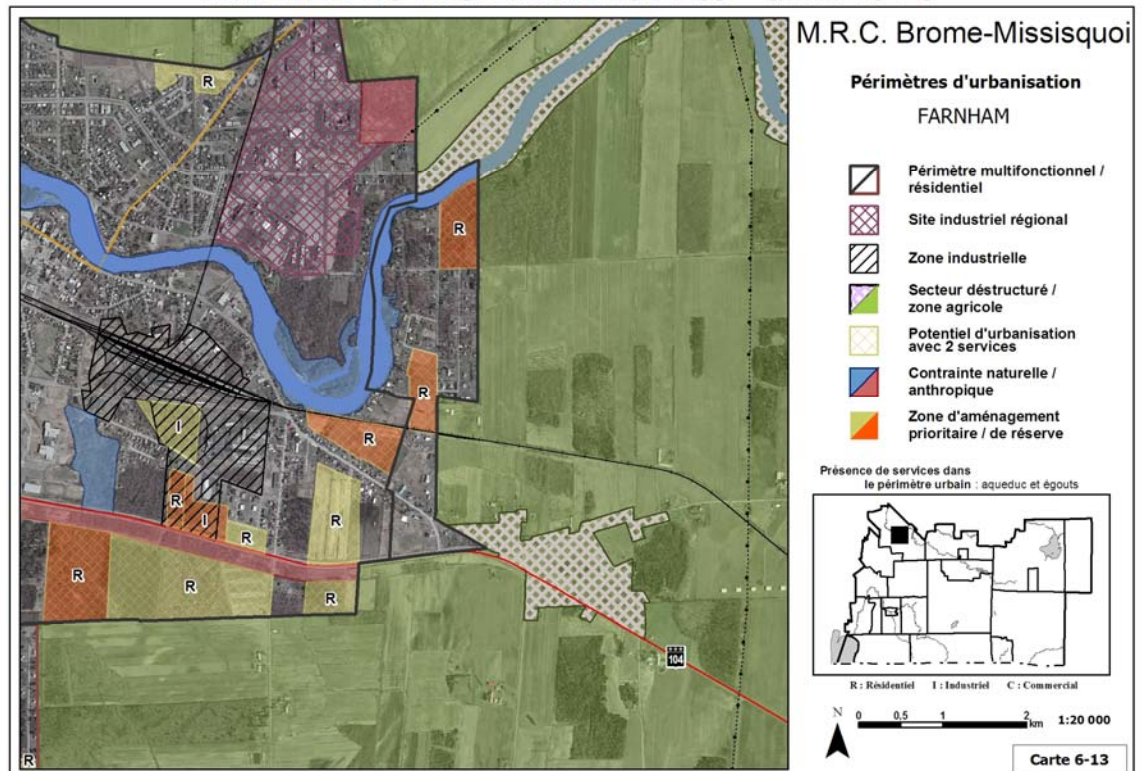 M.R.C. Brome-Missisquoi
Périmètres d'urbanisation
FARNHAM
Périmètre multifonctionnel /
résidentiel
Site industriel régional
Zone industrielle
Secteur déstructuré /
zone agricole
Potentiel d'urbanisation
avec 2 services
Contrainte naturelle /
anthropique
Zone d'aménagement
prioritaire / de réserve
Présence de services dans
le périmètre urbain : aqueduc et égouts
R : Résidentiel I : Industriel C : Commercial
N
0 0,5 1 2
km
1:20 000
Carte 6-13
R
R
R
R
I
R
I
R
R
R
R
R
R
104
R